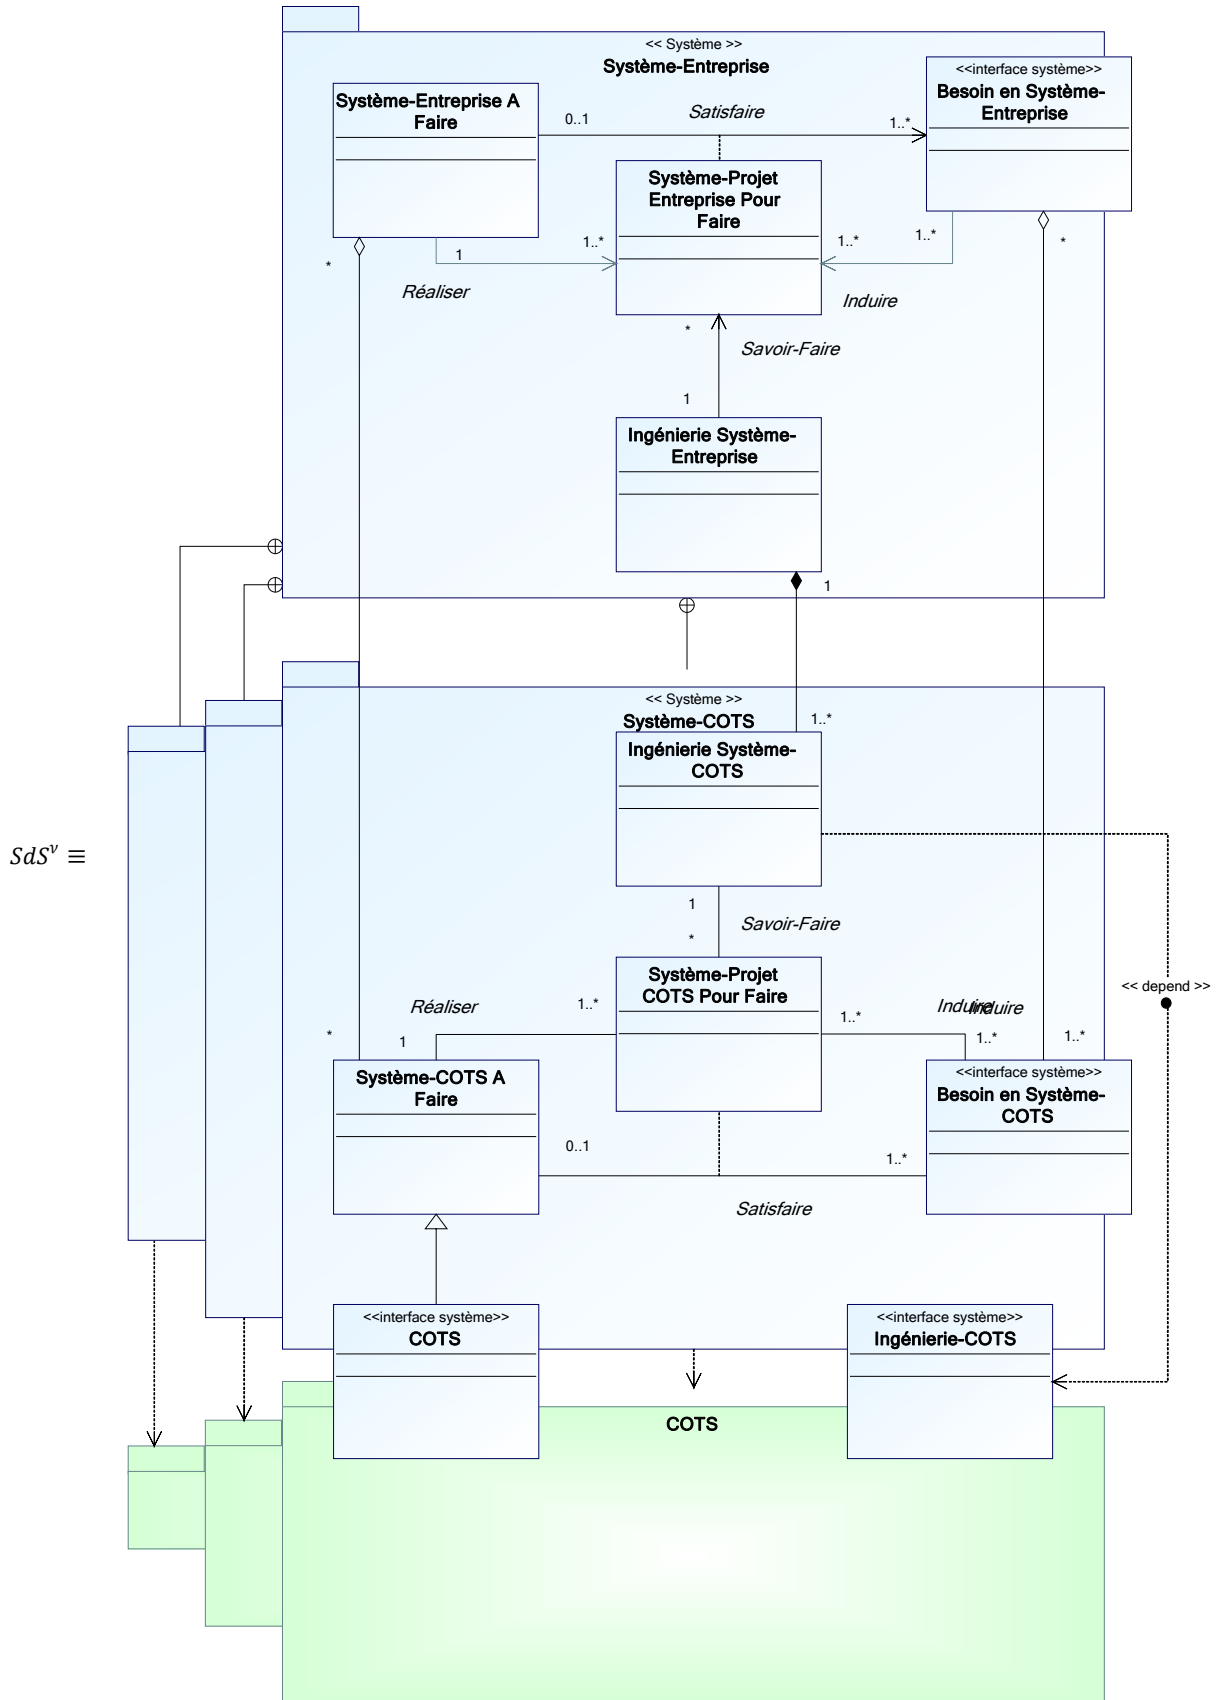 << Système >>
Système-Entreprise
<<interface système>>
Besoin en Système-
Entreprise
Système-Entreprise A
Faire
0..1
Satisfaire
1..*
Système-Projet
Entreprise Pour
Faire
*
1
1..*
1..*
1..*
*
Réaliser
Induire
*
Savoir-Faire
1
Ingénierie Système-
Entreprise
1
<< Système >>
Système-COTS
1..*
Ingénierie Système-
COTS
SdS^ν ≡
1
Savoir-Faire
*
Système-Projet
COTS Pour Faire
<< depend >>
Réaliser
1..*
1..*
Induire
Induire
*
1
1..*
1..*
Système-COTS A
Faire
<<interface système>>
Besoin en Système-
COTS
0..1
1..*
Satisfaire
<<interface système>>
COTS
<<interface système>>
Ingénierie-COTS
COTS